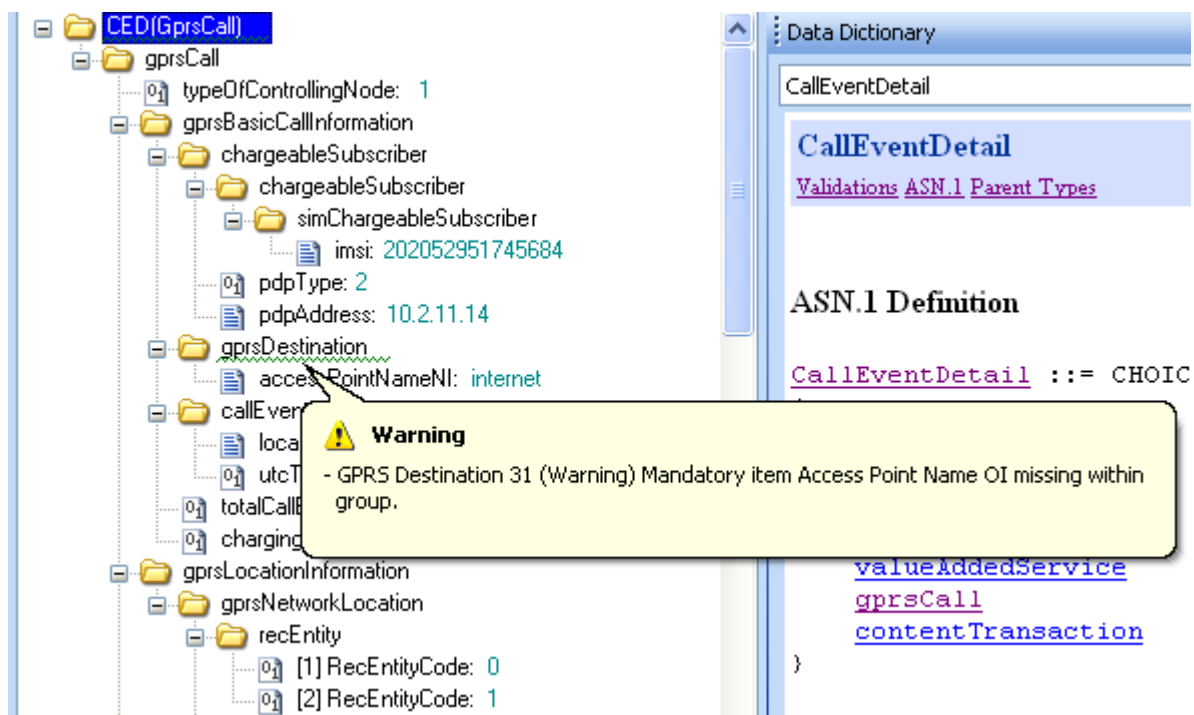 CED(GprsCall)
gprsCall
typeOfControllingNode: 1
gprsBasicCallInformation
chargeableSubscriber
chargeableSubscriber
simChargeableSubscriber
imsi: 202052951745684
pdpType: 2
pdpAddress: 10.2.11.14
gprsDestination
PointNameNI: internet
Warning
- GPRS Destination 31 (Warning) Mandatory item Access Point Name OI missing within
group.
gprsLocationInformation
gprsNetworkLocation
recEntity
[1] RecEntityCode: 0
[2] RecEntityCode: 1
Data Dictionary
CallEventDetail
CallEventDetail
Validations ASN.1 Parent Types
ASN.1 Definition
CallEventDetail ::= CHOIC
valueAddedService
gprsCall
contentTransaction
}